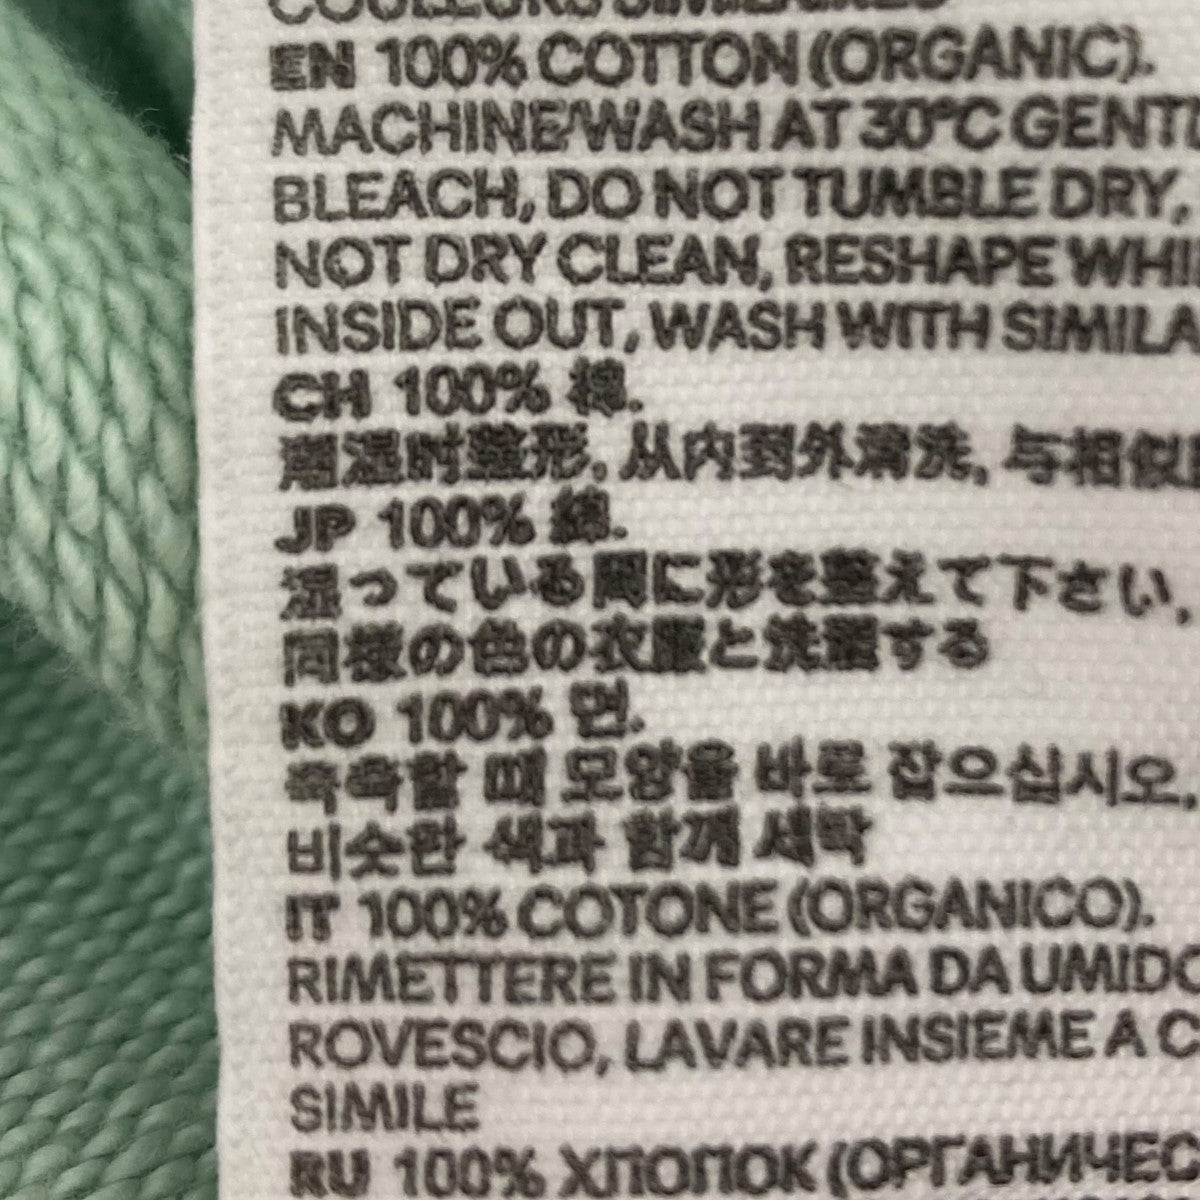 COULEURS SIMILAIRES
EN 100% COTTON (ORGANIC).
MACHINE WASH AT 30°C GENTL
BLEACH, DO NOT TUMBLE DRY,
NOT DRY CLEAN, RESHAPE WHI
INSIDE OUT, WASH WITH SIMILA
CH 100% 棉.
潮湿时整形, 从内到外清洗, 与相似
JP 100% 綿.
湿っている間に形を整えて下さい,
同様の色の衣服と洗濯する
KO 100% 면.
축축할 때 모양을 바로 잡으십시오,
비슷한 색과 함께 세탁
IT 100% COTONE (ORGANICO).
RIMETTERE IN FORMA DA UMIDO
ROVESCIO, LAVARE INSIEME A C
SIMILE
RU 100% ХЛОПОК (ОРГАНИЧЕС